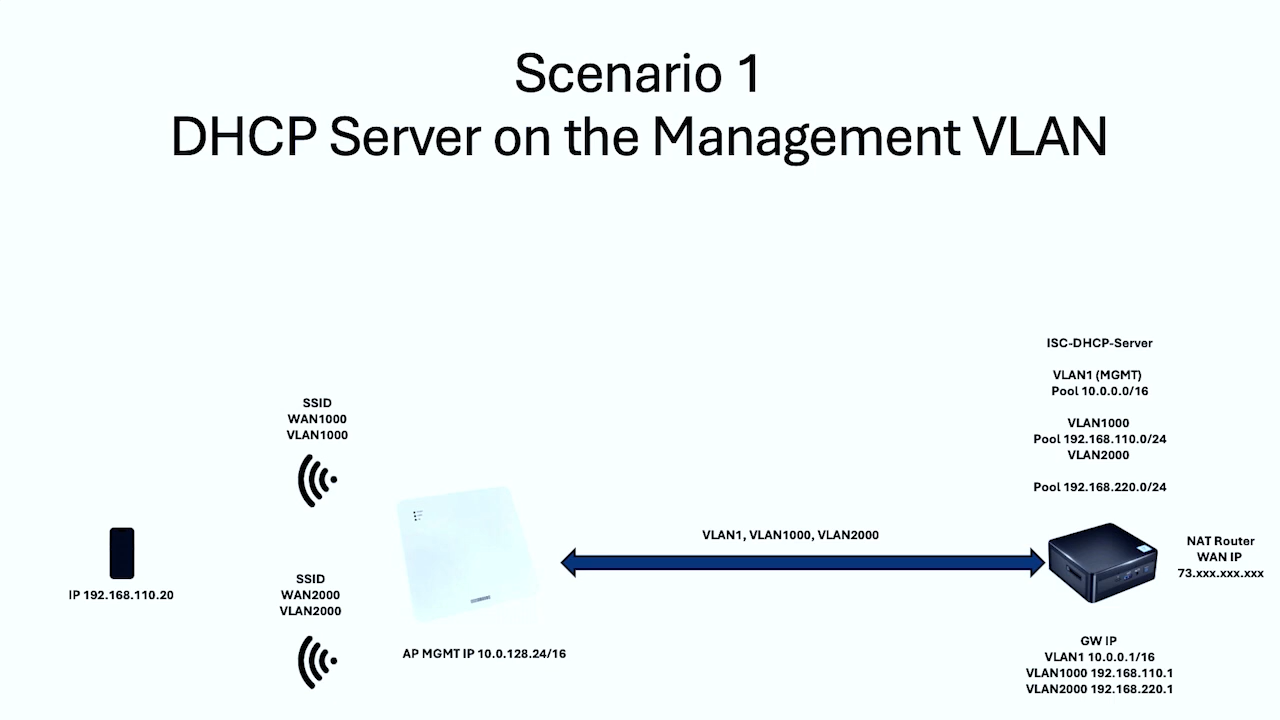 Scenario 1
DHCP Server on the Management VLAN
ISC-DHCP-Server
VLAN1 (MGMT)
Pool 10.0.0.0/16
VLAN1000
Pool 192.168.110.0/24
VLAN2000
Pool 192.168.220.0/24
SSID
WAN1000
VLAN1000
VLAN1, VLAN1000, VLAN2000
NAT Router
WAN IP
73.xxx.xxx.xxx
IP 192.168.110.20
SSID
WAN2000
VLAN2000
AP MGMT IP 10.0.128.24/16
GW IP
VLAN1 10.0.0.1/16
VLAN1000 192.168.110.1
VLAN2000 192.168.220.1